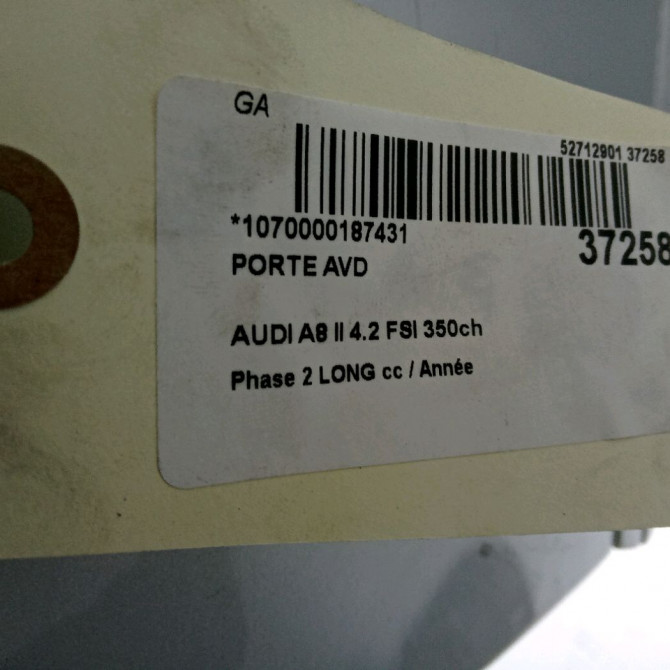 GA
52712901 37258
*1070000187431
37258
PORTE AVD
AUDI A8 II 4.2 FSI 350ch
Phase 2 LONG cc / Année